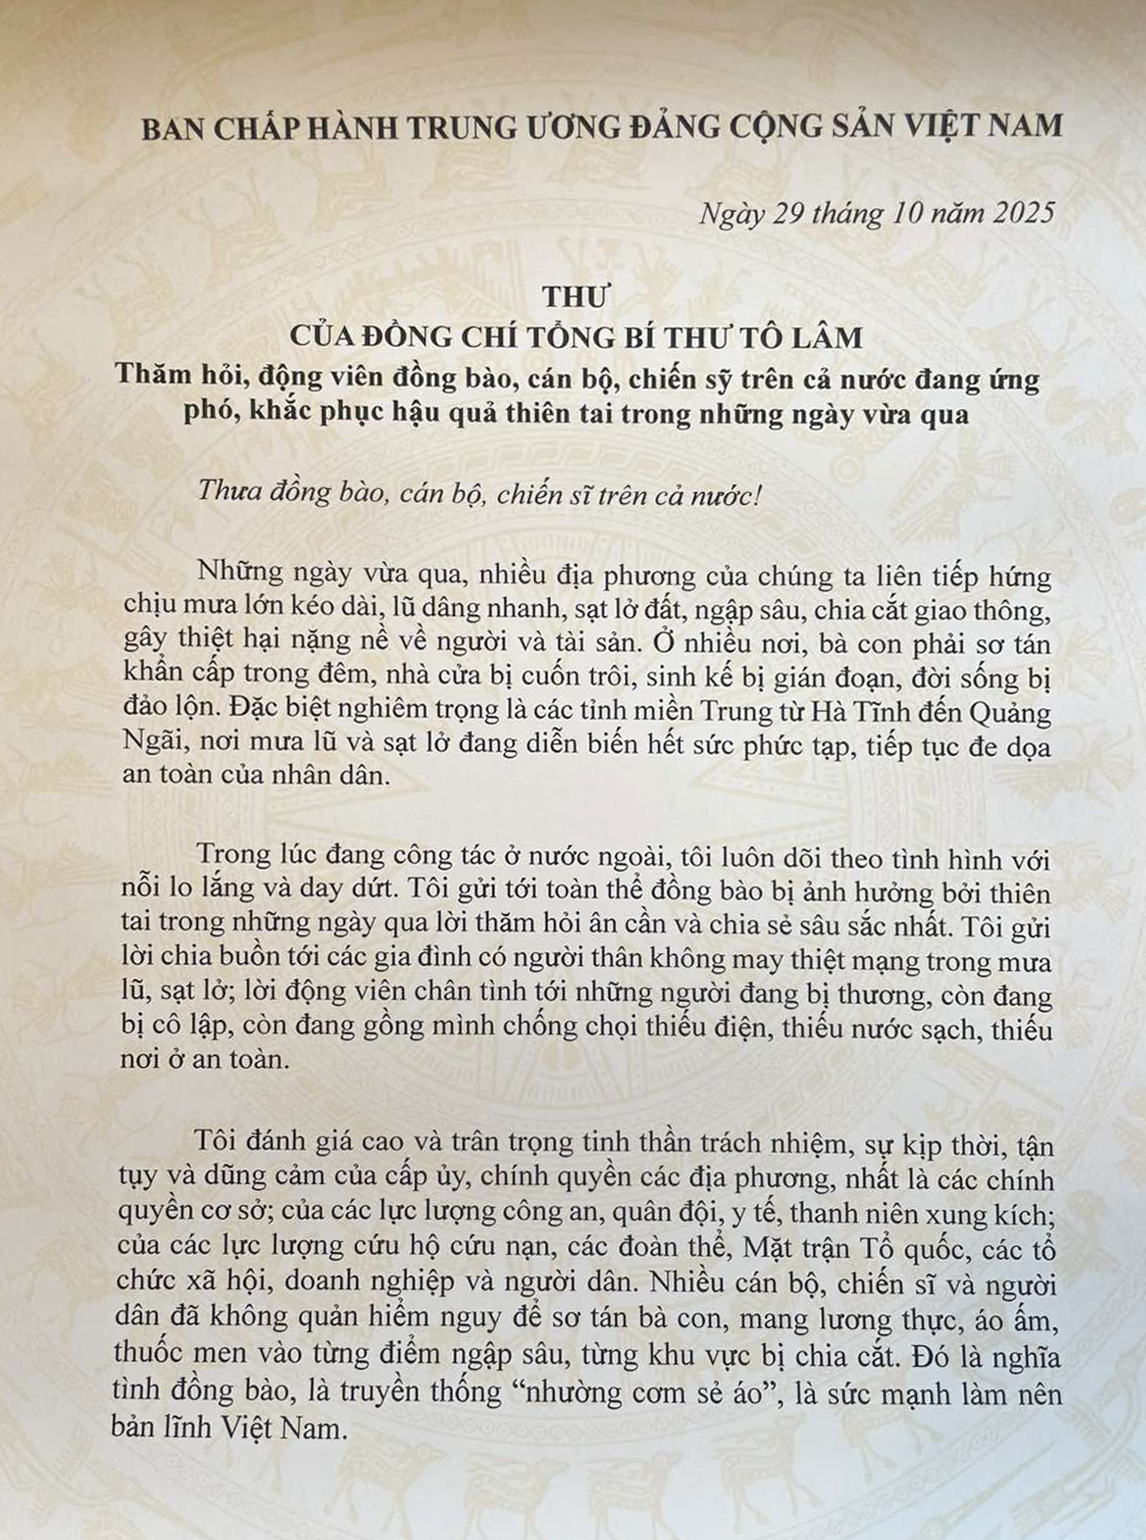 BAN CHẤP HÀNH TRUNG ƯƠNG ĐẢNG CỘNG SẢN VIỆT NAM
Ngày 29 tháng 10 năm 2025
THƯ
CỦA ĐỒNG CHÍ TỔNG BÍ THƯ TÔ LÂM
Thăm hỏi, động viên đồng bào, cán bộ, chiến sỹ trên cả nước đang ứng
phó, khắc phục hậu quả thiên tai trong những ngày vừa qua
Thưa đồng bào, cán bộ, chiến sĩ trên cả nước!
Những ngày vừa qua, nhiều địa phương của chúng ta liên tiếp hứng
chịu mưa lớn kéo dài, lũ dâng nhanh, sạt lở đất, ngập sâu, chia cắt giao thông,
gây thiệt hại nặng nề về người và tài sản. Ở nhiều nơi, bà con phải sơ tán
khẩn cấp trong đêm, nhà cửa bị cuốn trôi, sinh kế bị gián đoạn, đời sống bị
đảo lộn. Đặc biệt nghiêm trọng là các tỉnh miền Trung từ Hà Tĩnh đến Quảng
Ngãi, nơi mưa lũ và sạt lở đang diễn biến hết sức phức tạp, tiếp tục đe dọa
an toàn của nhân dân.
Trong lúc đang công tác ở nước ngoài, tôi luôn dõi theo tình hình với
nỗi lo lắng và day dứt. Tôi gửi tới toàn thể đồng bào bị ảnh hưởng bởi thiên
tai trong những ngày qua lời thăm hỏi ân cần và chia sẻ sâu sắc nhất. Tôi gửi
lời chia buồn tới các gia đình có người thân không may thiệt mạng trong mưa
lũ, sạt lở; lời động viên chân tình tới những người đang bị thương, còn đang
bị cô lập, còn đang gồng mình chống chọi thiếu điện, thiếu nước sạch, thiếu
nơi ở an toàn.
Tôi đánh giá cao và trân trọng tinh thần trách nhiệm, sự kịp thời, tận
tụy và dũng cảm của cấp ủy, chính quyền các địa phương, nhất là các chính
quyền cơ sở; của các lực lượng công an, quân đội, y tế, thanh niên xung kích;
của các lực lượng cứu hộ cứu nạn, các đoàn thể, Mặt trận Tổ quốc, các tổ
chức xã hội, doanh nghiệp và người dân. Nhiều cán bộ, chiến sĩ và người
dân đã không quản hiểm nguy để sơ tán bà con, mang lương thực, áo ấm,
thuốc men vào từng điểm ngập sâu, từng khu vực bị chia cắt. Đó là nghĩa
tình đồng bào, là truyền thống “nhường cơm sẻ áo”, là sức mạnh làm nên
bản lĩnh Việt Nam.